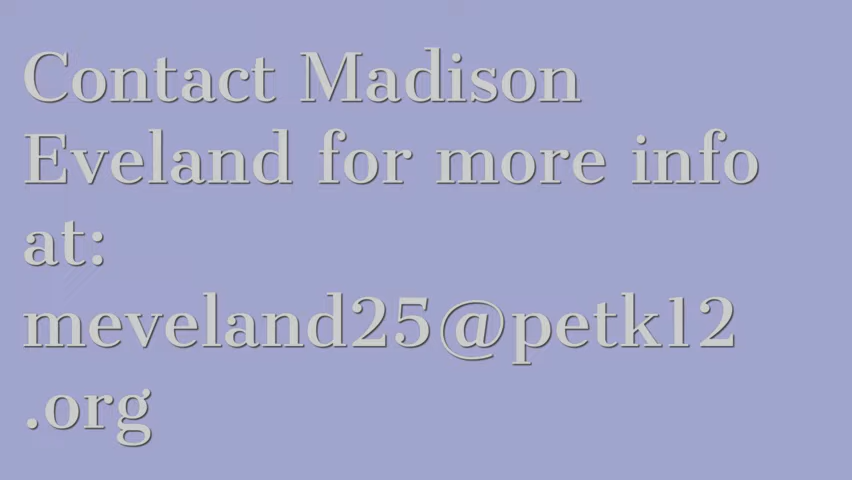 Contact Madison
Eveland for more info
at:
meveland25@petk12
.org